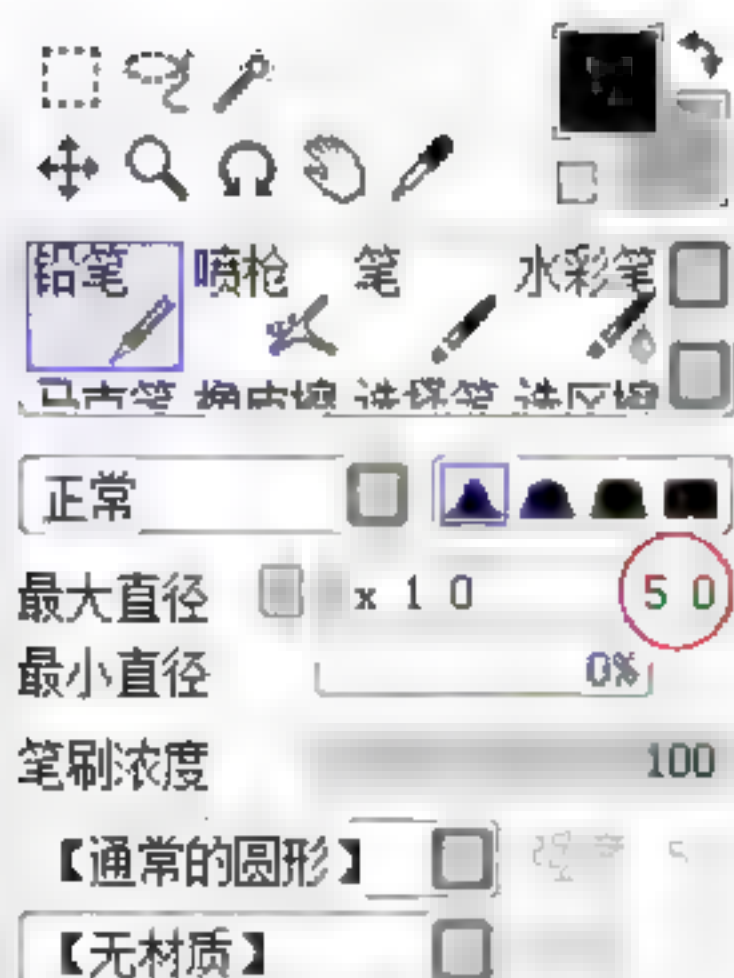 铅笔 喷枪 笔 水彩笔
正常
最大直径 x 1 0 5 0
最小直径 0%
笔刷浓度 100
【通常的圆形】
【无材质】